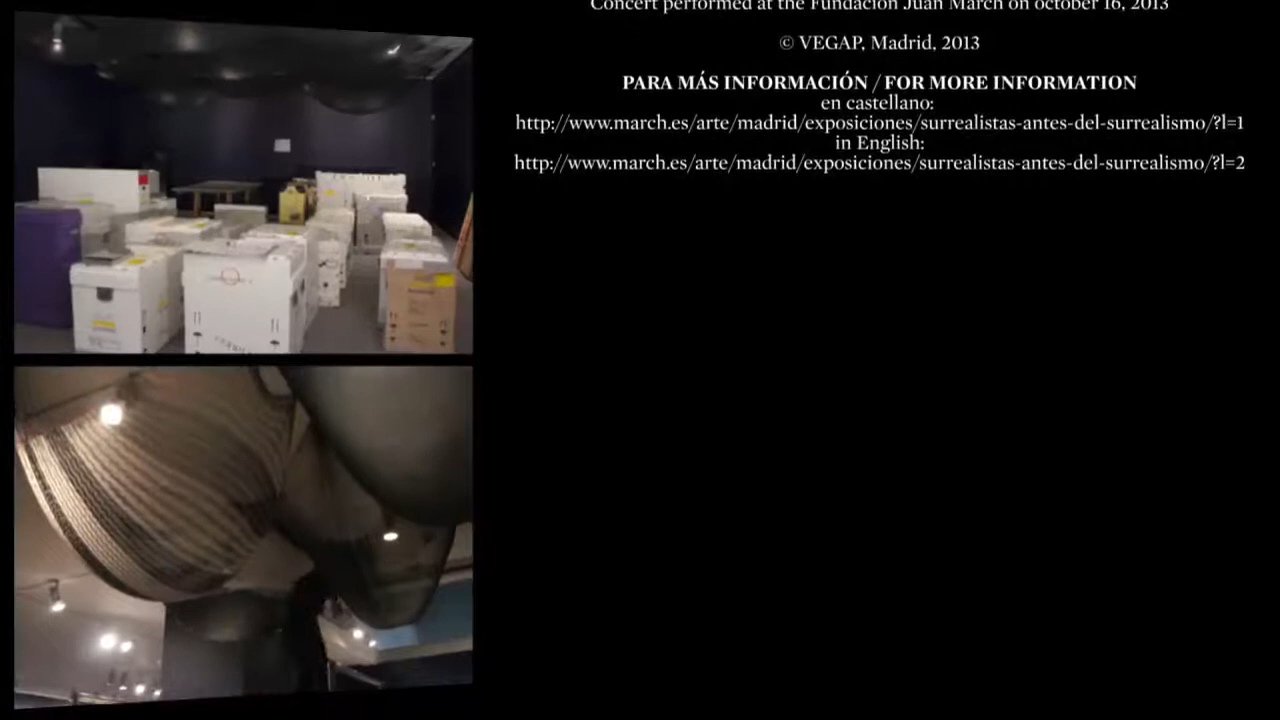 Concert performed at the Fundación Juan March on october 16, 2013
© VEGAP, Madrid, 2013
PARA MÁS INFORMACIÓN / FOR MORE INFORMATION
en castellano:
http://www.march.es/arte/madrid/exposiciones/surrealistas-antes-del-surrealismo/?l=1
in English:
http://www.march.es/arte/madrid/exposiciones/surrealistas-antes-del-surrealismo/?l=2